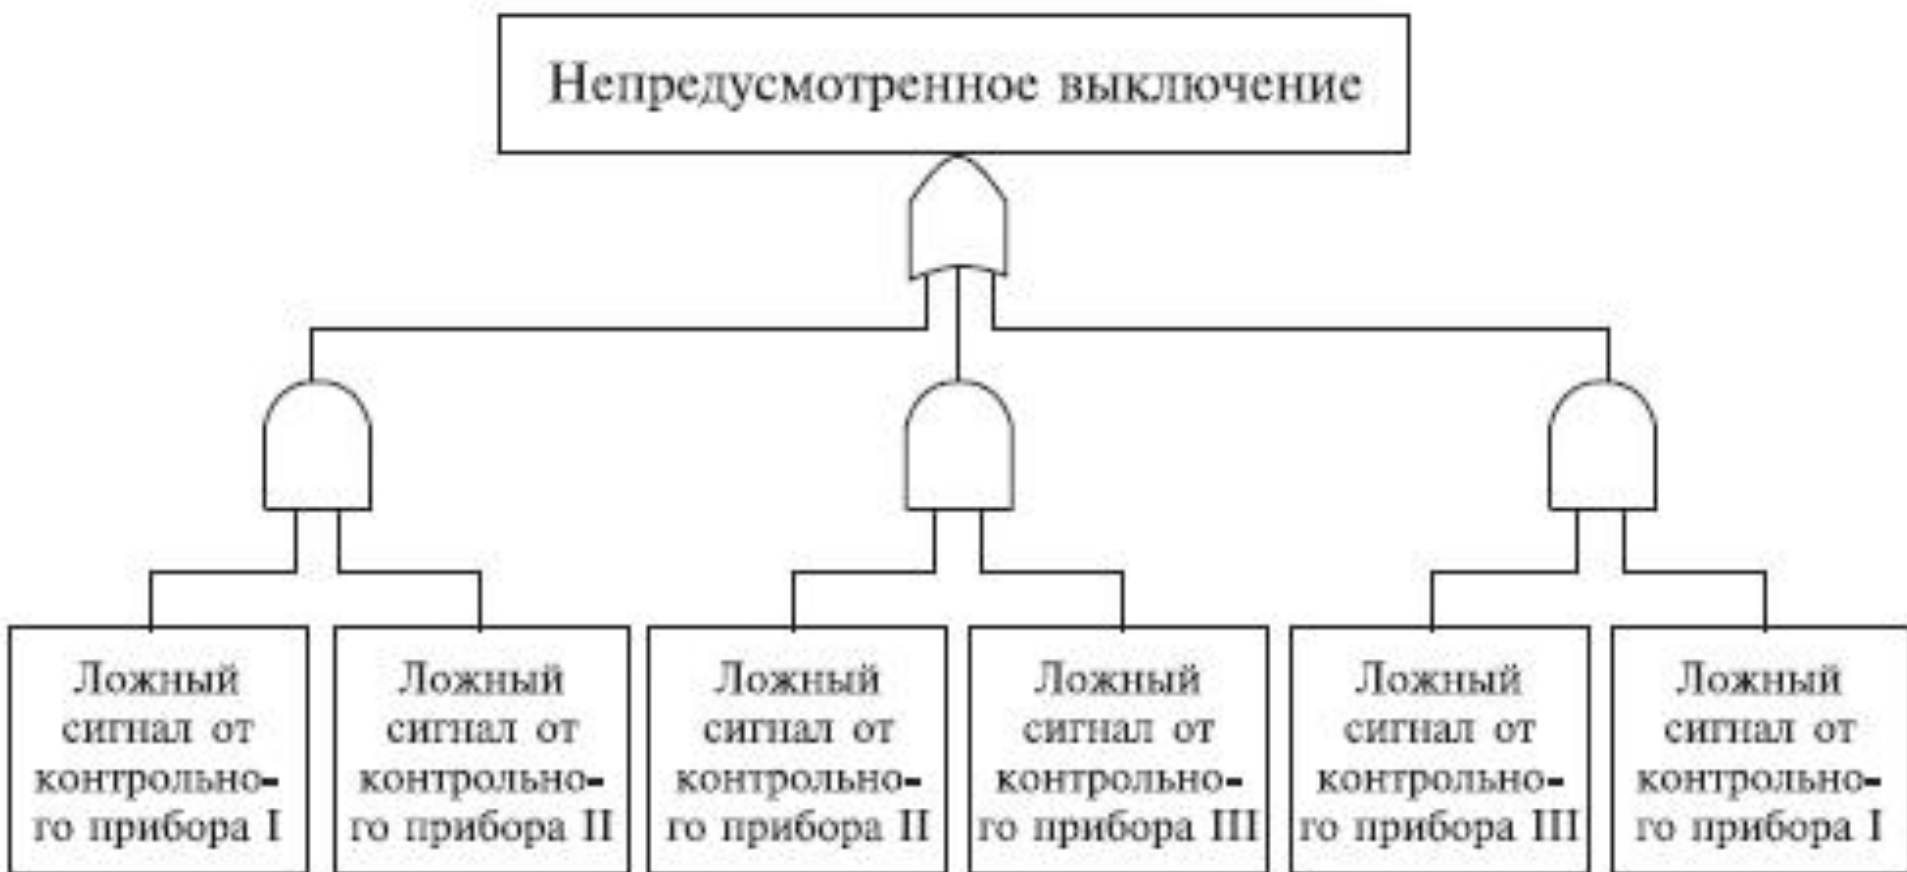 Непредусмотренное выключение
Ложный
сигнал от
контрольно-
го прибора I
Ложный
сигнал от
контрольно-
го прибора II
Ложный
сигнал от
контрольно-
го прибора II
Ложный
сигнал от
контрольно-
го прибора III
Ложный
сигнал от
контрольно-
го прибора III
Ложный
сигнал от
контрольно-
го прибора I